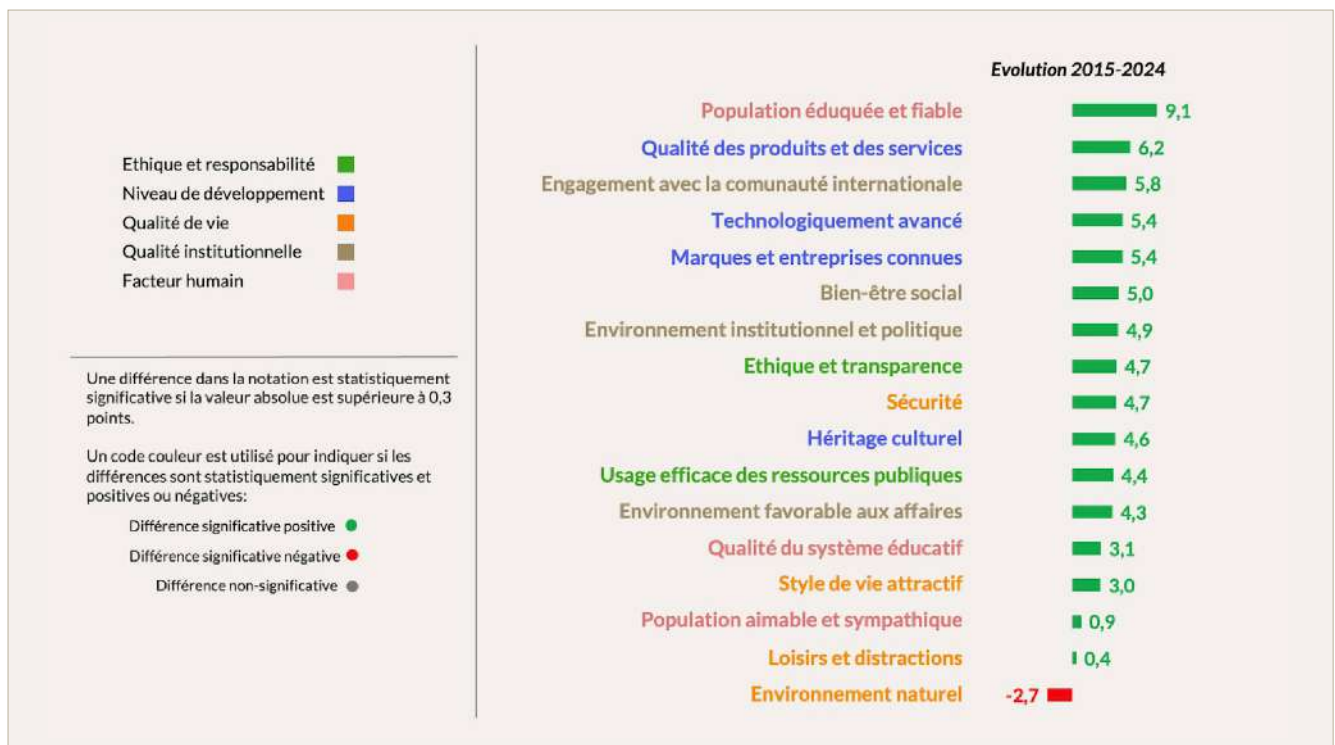 Ethique et responsabilité
Niveau de développement
Qualité de vie
Qualité institutionnelle
Facteur humain
Une différence dans la notation est statistiquement
significative si la valeur absolue est supérieure à 0,3
points.
Un code couleur est utilisé pour indiquer si les
différences sont statistiquement significatives et
positives ou négatives:
Différence significative positive
Différence significative négative
Différence non-significative
Evolution 2015-2024
Population éduquée et fiable 9,1
Qualité des produits et des services 6,2
Engagement avec la comunauté internationale 5,8
Technologiquement avancé 5,4
Marques et entreprises connues 5,4
Bien-être social 5,0
Environnement institutionnel et politique 4,9
Ethique et transparence 4,7
Sécurité 4,7
Héritage culturel 4,6
Usage efficace des ressources publiques 4,4
Environnement favorable aux affaires 4,3
Qualité du système éducatif 3,1
Style de vie attractif 3,0
Population aimable et sympathique 0,9
Loisirs et distractions 0,4
Environnement naturel -2,7